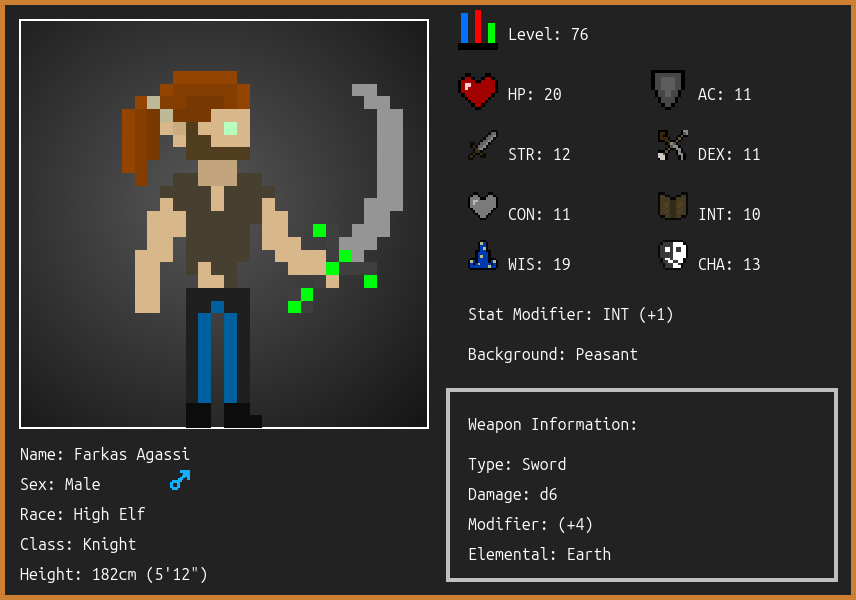 Level: 76
HP: 20
AC: 11
STR: 12
DEX: 11
CON: 11
INT: 10
WIS: 19
CHA: 13
Stat Modifier: INT (+1)
Background: Peasant
Weapon Information:
Type: Sword
Damage: d6
Modifier: (+4)
Elemental: Earth
Name: Farkas Agassi
Sex: Male
Race: High Elf
Class: Knight
Height: 182cm (5'12")